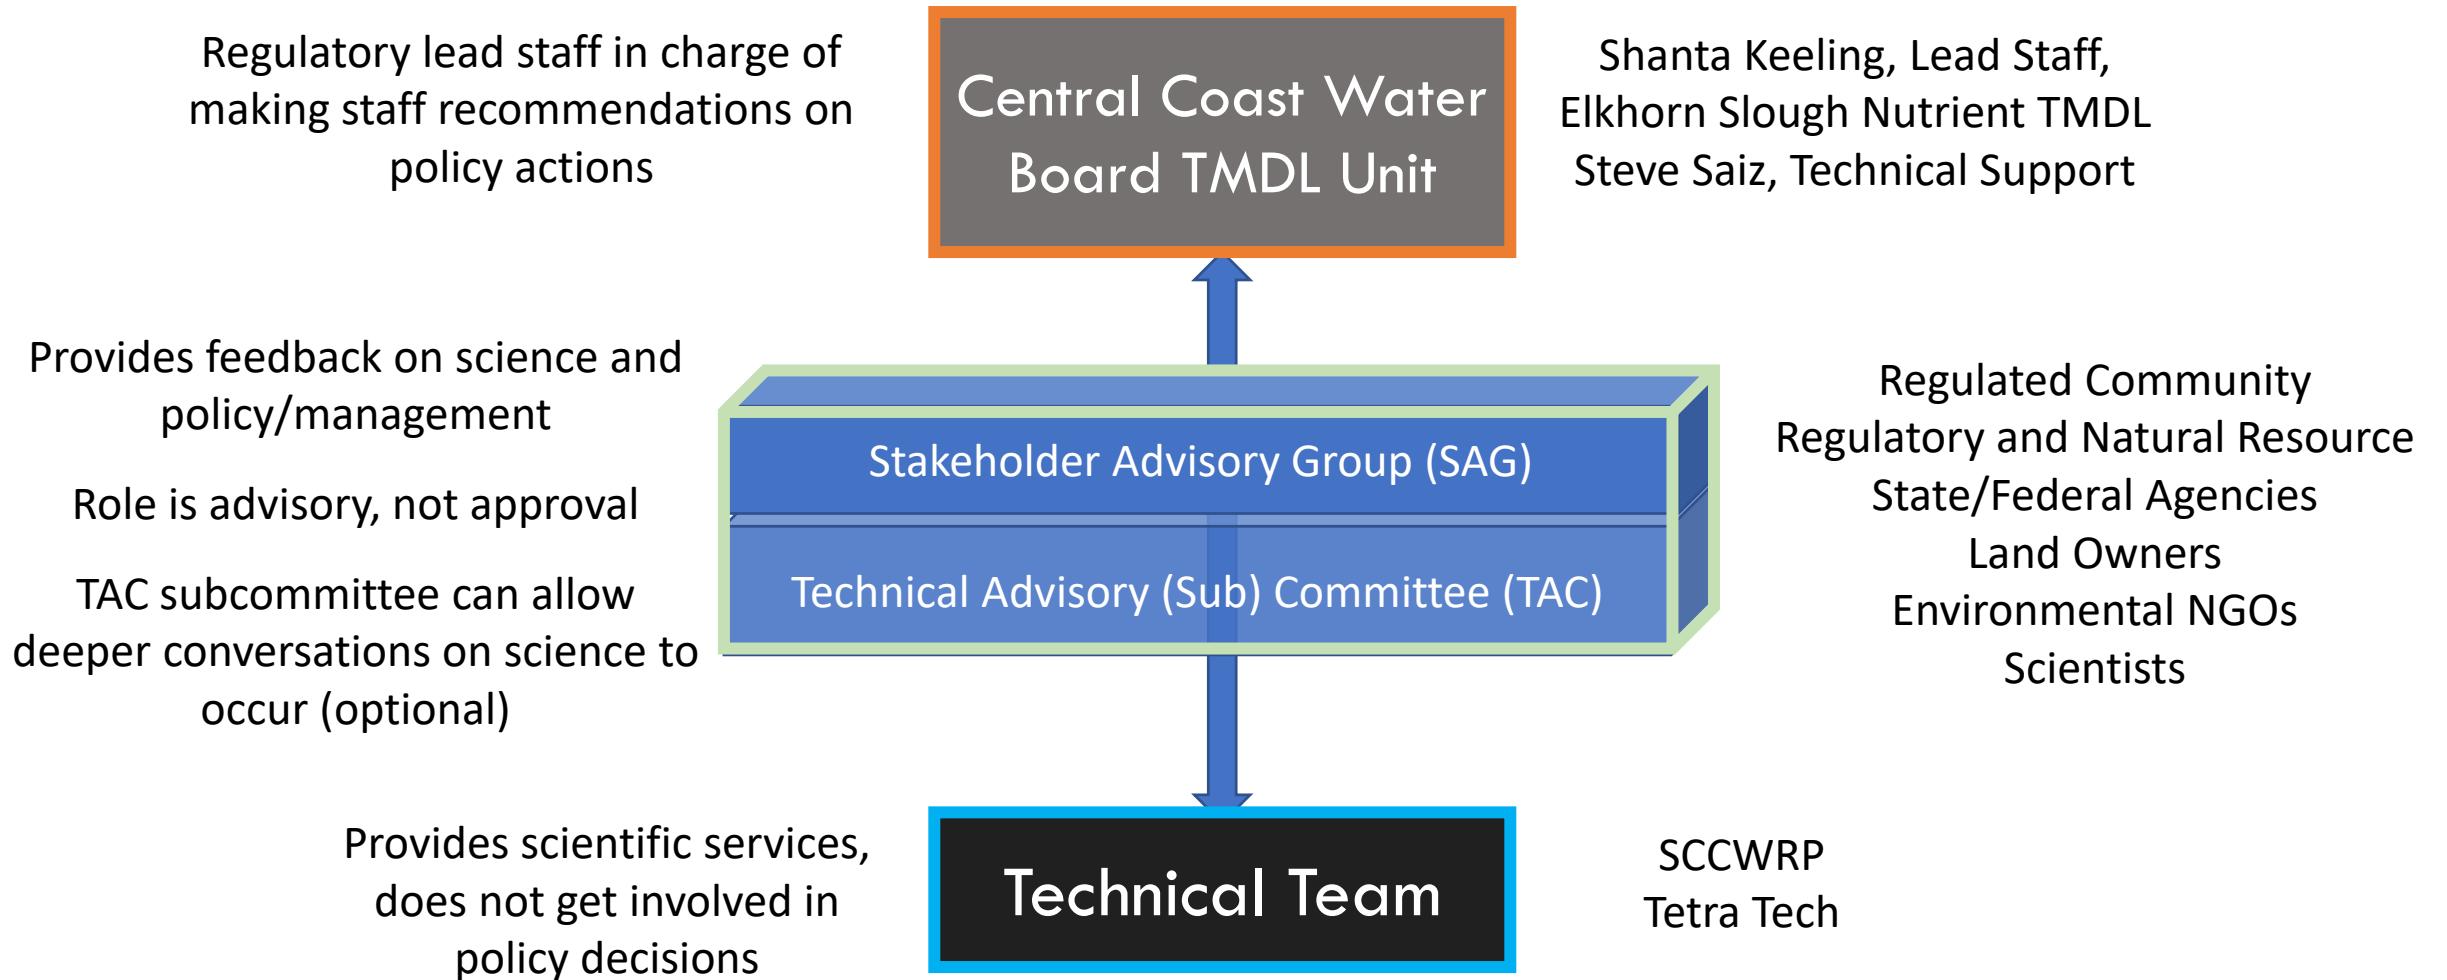 Regulatory lead staff in charge of
making staff recommendations on
policy actions
Central Coast Water
Board TMDL Unit
Shanta Keeling, Lead Staff,
Elkhorn Slough Nutrient TMDL
Steve Saiz, Technical Support
Provides feedback on science and
policy/management
Role is advisory, not approval
TAC subcommittee can allow
deeper conversations on science to
occur (optional)
Stakeholder Advisory Group (SAG)
Technical Advisory (Sub) Committee (TAC)
Regulated Community
Regulatory and Natural Resource
State/Federal Agencies
Land Owners
Environmental NGOs
Scientists
Provides scientific services,
does not get involved in
policy decisions
Technical Team
SCCWRP
Tetra Tech